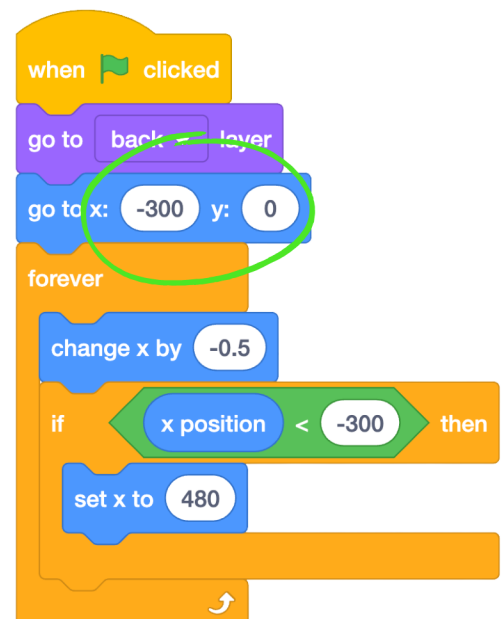 when clicked
go to back layer
go to x: -300 y: 0
forever
change x by -0.5
if x position < -300 then
set x to 480